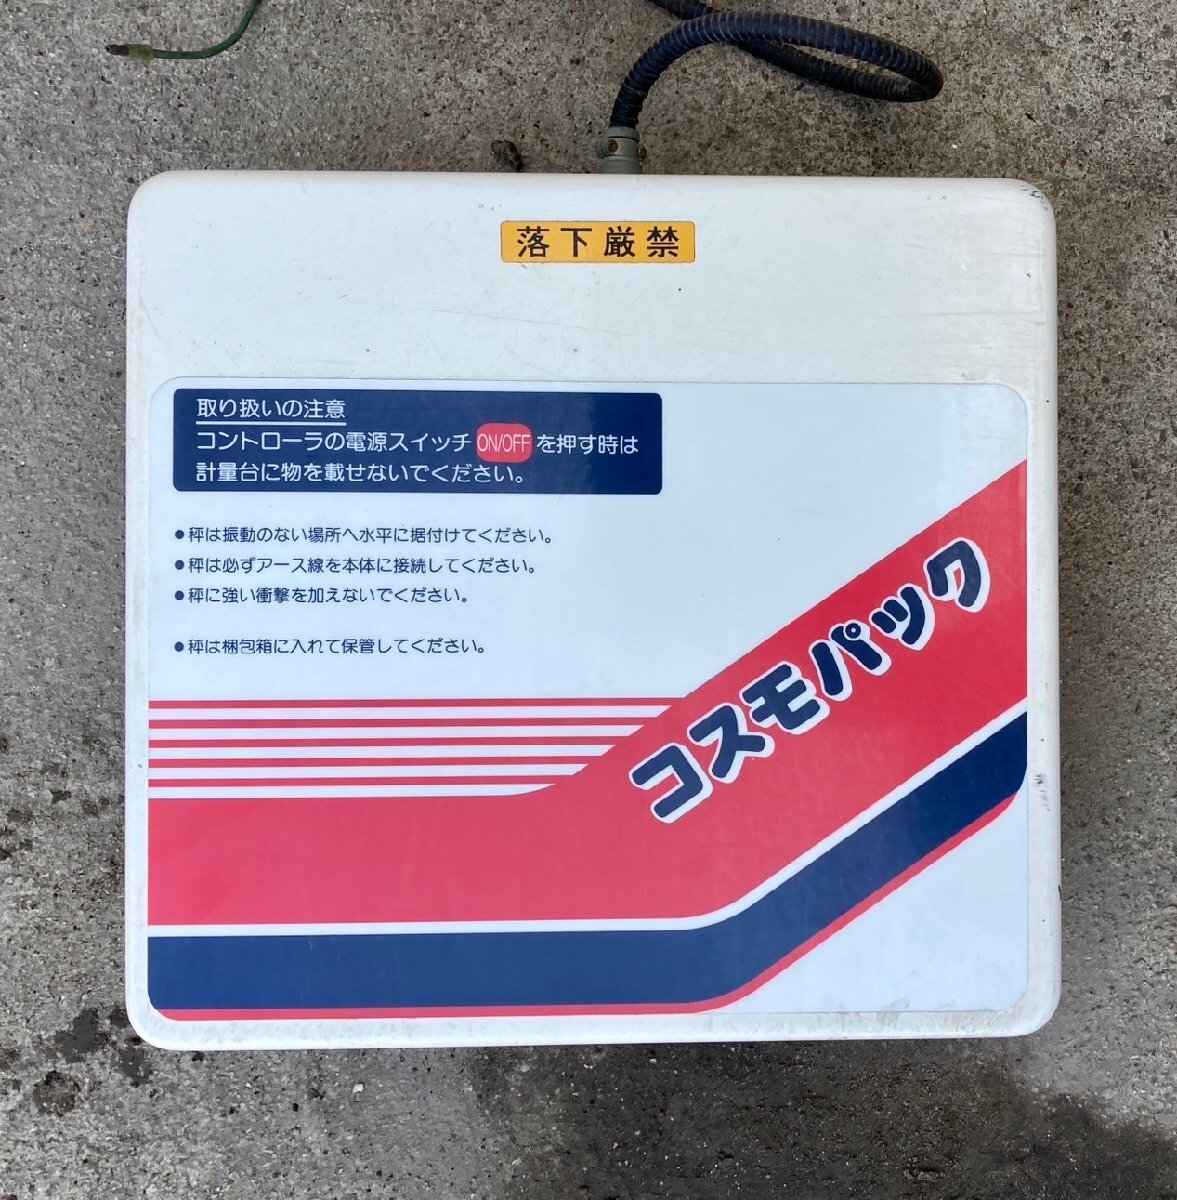 落下厳禁
取り扱いの注意
コントローラの電源スイッチ ON/OFF を押す時は
計量台に物を載せないでください。
●秤は振動のない場所へ水平に据付けてください。
●秤は必ずアース線を本体に接続してください。
●秤に強い衝撃を加えないでください。
●秤は梱包箱に入れて保管してください。
コスモパック